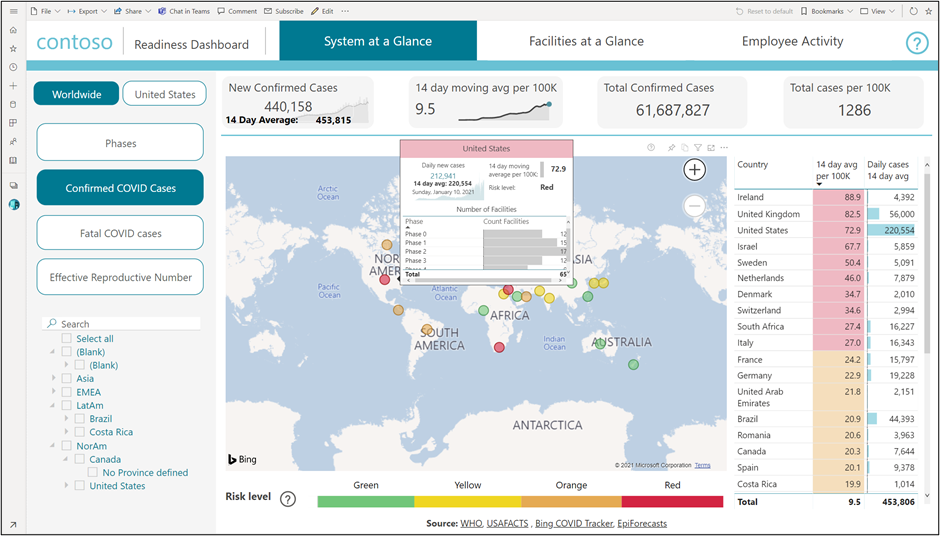 File Export Share Chat in Teams Comment Subscribe Edit ... Reset to default Bookmarks View
contoso Readiness Dashboard System at a Glance Facilities at a Glance Employee Activity ?
Worldwide United States
Phases
Confirmed COVID Cases
Fatal COVID cases
Effective Reproductive Number
Search
Select all
(Blank)
(Blank)
Asia
EMEA
LatAm
Brazil
Costa Rica
NorAm
Canada
No Province defined
United States
New Confirmed Cases
440,158
14 Day Average: 453,815
14 day moving avg per 100K
9.5
Total Confirmed Cases
61,687,827
Total cases per 100K
1286
United States
Daily new cases
212,941
14 day avg: 220,554
Sunday, January 10, 2021
14 day moving
average per 100K:
72.9
Risk level: Red
Number of Facilities
Phase Count Facilities
Phase 0 12
Phase 1 15
Phase 2 17
Phase 3 12
Total 65
Arctic
Ocean
Pacific
Ocean
Atlantic
Ocean
AFRICA
SOUTH
AMERICA
Indian
Ocean
AUSTRALIA
ANTARCTICA
Bing
© 2021 Microsoft Corporation Terms
Country 14 day avg per 100K Daily cases 14 day avg
Ireland 88.9 4,392
United Kingdom 82.5 56,000
United States 72.9 220,554
Israel 67.7 5,859
Sweden 50.4 5,091
Netherlands 46.0 7,879
Denmark 34.7 2,010
Switzerland 34.6 2,994
South Africa 27.4 16,227
Italy 27.0 16,343
France 24.2 15,797
Germany 22.9 19,228
United Arab Emirates 21.8 2,151
Brazil 20.9 44,393
Romania 20.6 3,963
Canada 20.3 7,644
Spain 20.1 9,378
Costa Rica 19.9 1,014
Total 9.5 453,806
Risk level ? Green Yellow Orange Red
Source: WHO, USAFACTS , Bing COVID Tracker, EpiForecasts